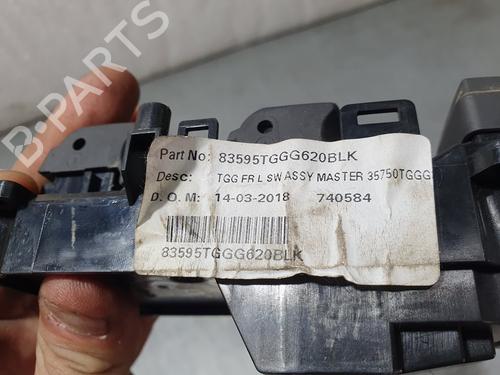 B-PARTS
Part No: 83595TGGG620BLK
Desc: TGG FR L SW ASSY MASTER 35750TGGG
D. O. M: 14-03-2018 740584
83595TGGG620BLK